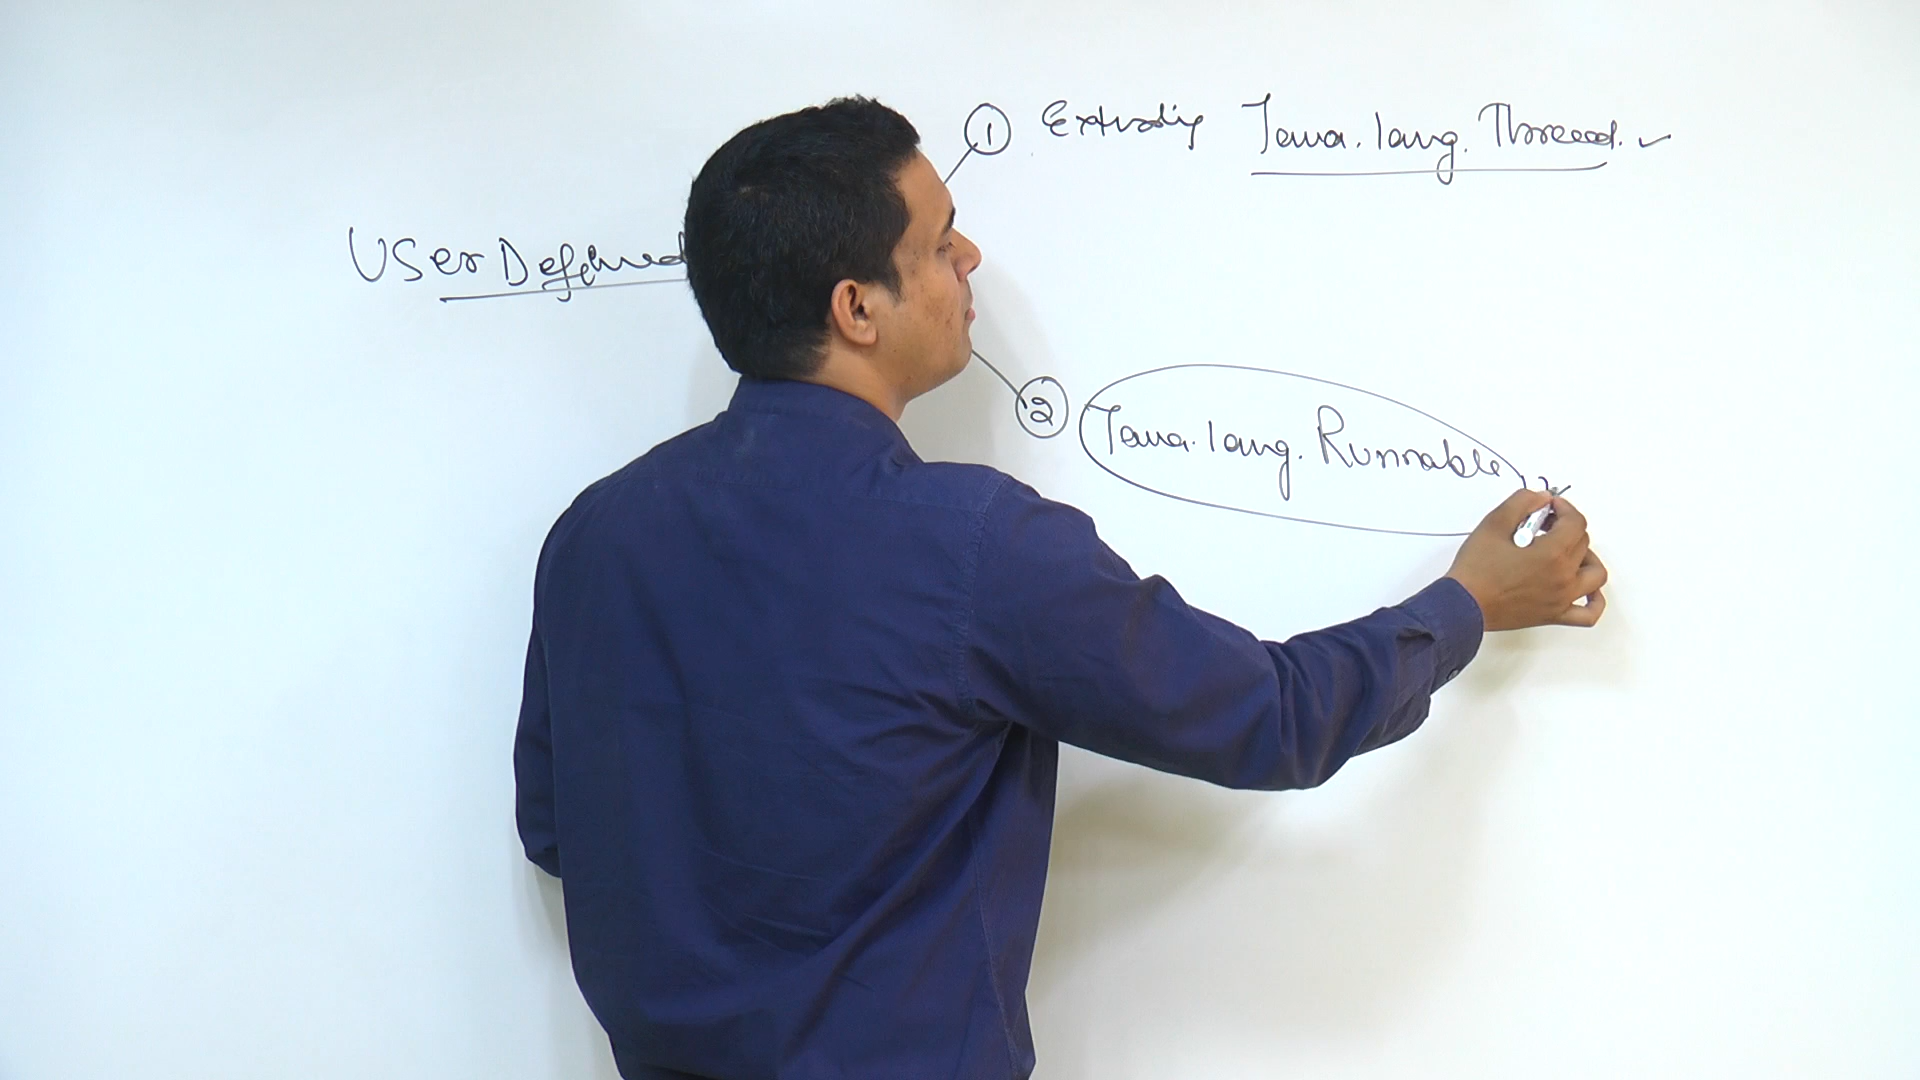 ① Extending Java.lang.Thread.
User Defined
② Java.lang.Runnable